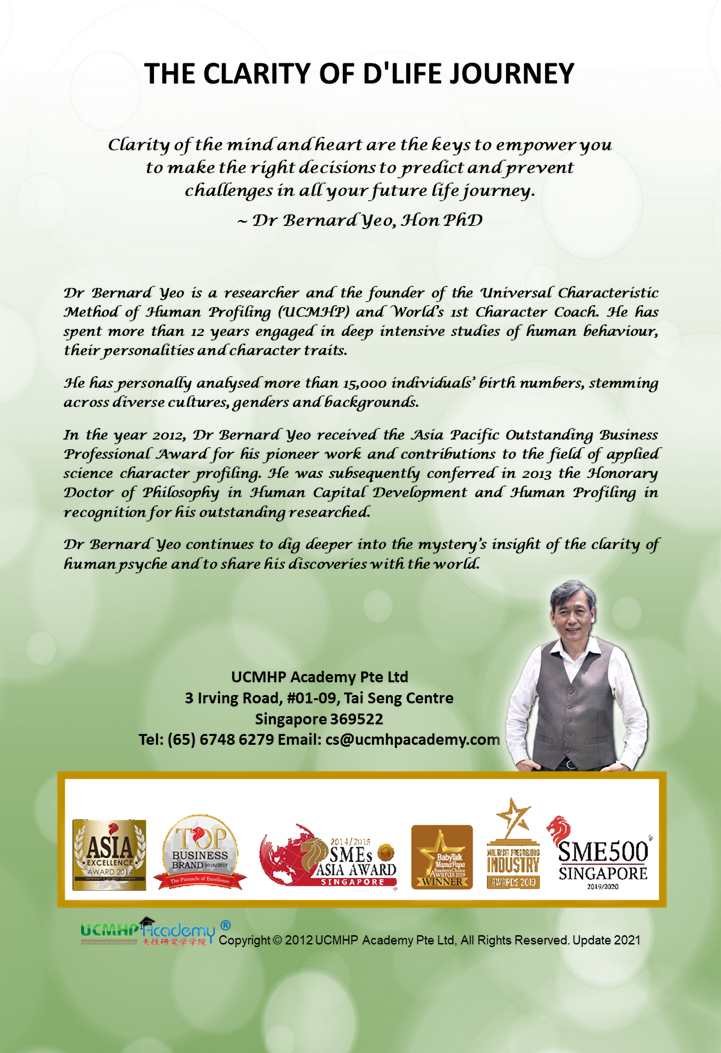 THE CLARITY OF D'LIFE JOURNEY
Clarity of the mind and heart are the keys to empower you
to make the right decisions to predict and prevent
challenges in all your future life journey.
~ Dr Bernard Yeo, Hon PhD
Dr Bernard Yeo is a researcher and the founder of the Universal Characteristic
Method of Human Profiling (UCMHP) and World's 1st Character Coach. He has
spent more than 12 years engaged in deep intensive studies of human behaviour,
their personalities and character traits.
He has personally analysed more than 15,000 individuals' birth numbers, stemming
across diverse cultures, genders and backgrounds.
In the year 2012, Dr Bernard Yeo received the Asia Pacific Outstanding Business
Professional Award for his pioneer work and contributions to the field of applied
science character profiling. He was subsequently conferred in 2013 the Honorary
Doctor of Philosophy in Human Capital Development and Human Profiling in
recognition for his outstanding researched.
Dr Bernard Yeo continues to dig deeper into the mystery's insight of the clarity of
human psyche and to share his discoveries with the world.
UCMHP Academy Pte Ltd
3 Irving Road, #01-09, Tai Seng Centre
Singapore 369522
Tel: (65) 6748 6279 Email: cs@ucmhpacademy.com
ASIA
EXCELLENCE
AWARD
TOP
BUSINESS
BRAND
The Pinnacle of Excellence
2014/2015
SMEs
ASIA AWARD
SINGAPORE
BabyTalk
MamaPapa
WINNER
INDUSTRY
AWARDS 2019
SME500
SINGAPORE
2019/2020
UCMHP Academy ®
Copyright © 2012 UCMHP Academy Pte Ltd, All Rights Reserved. Update 2021